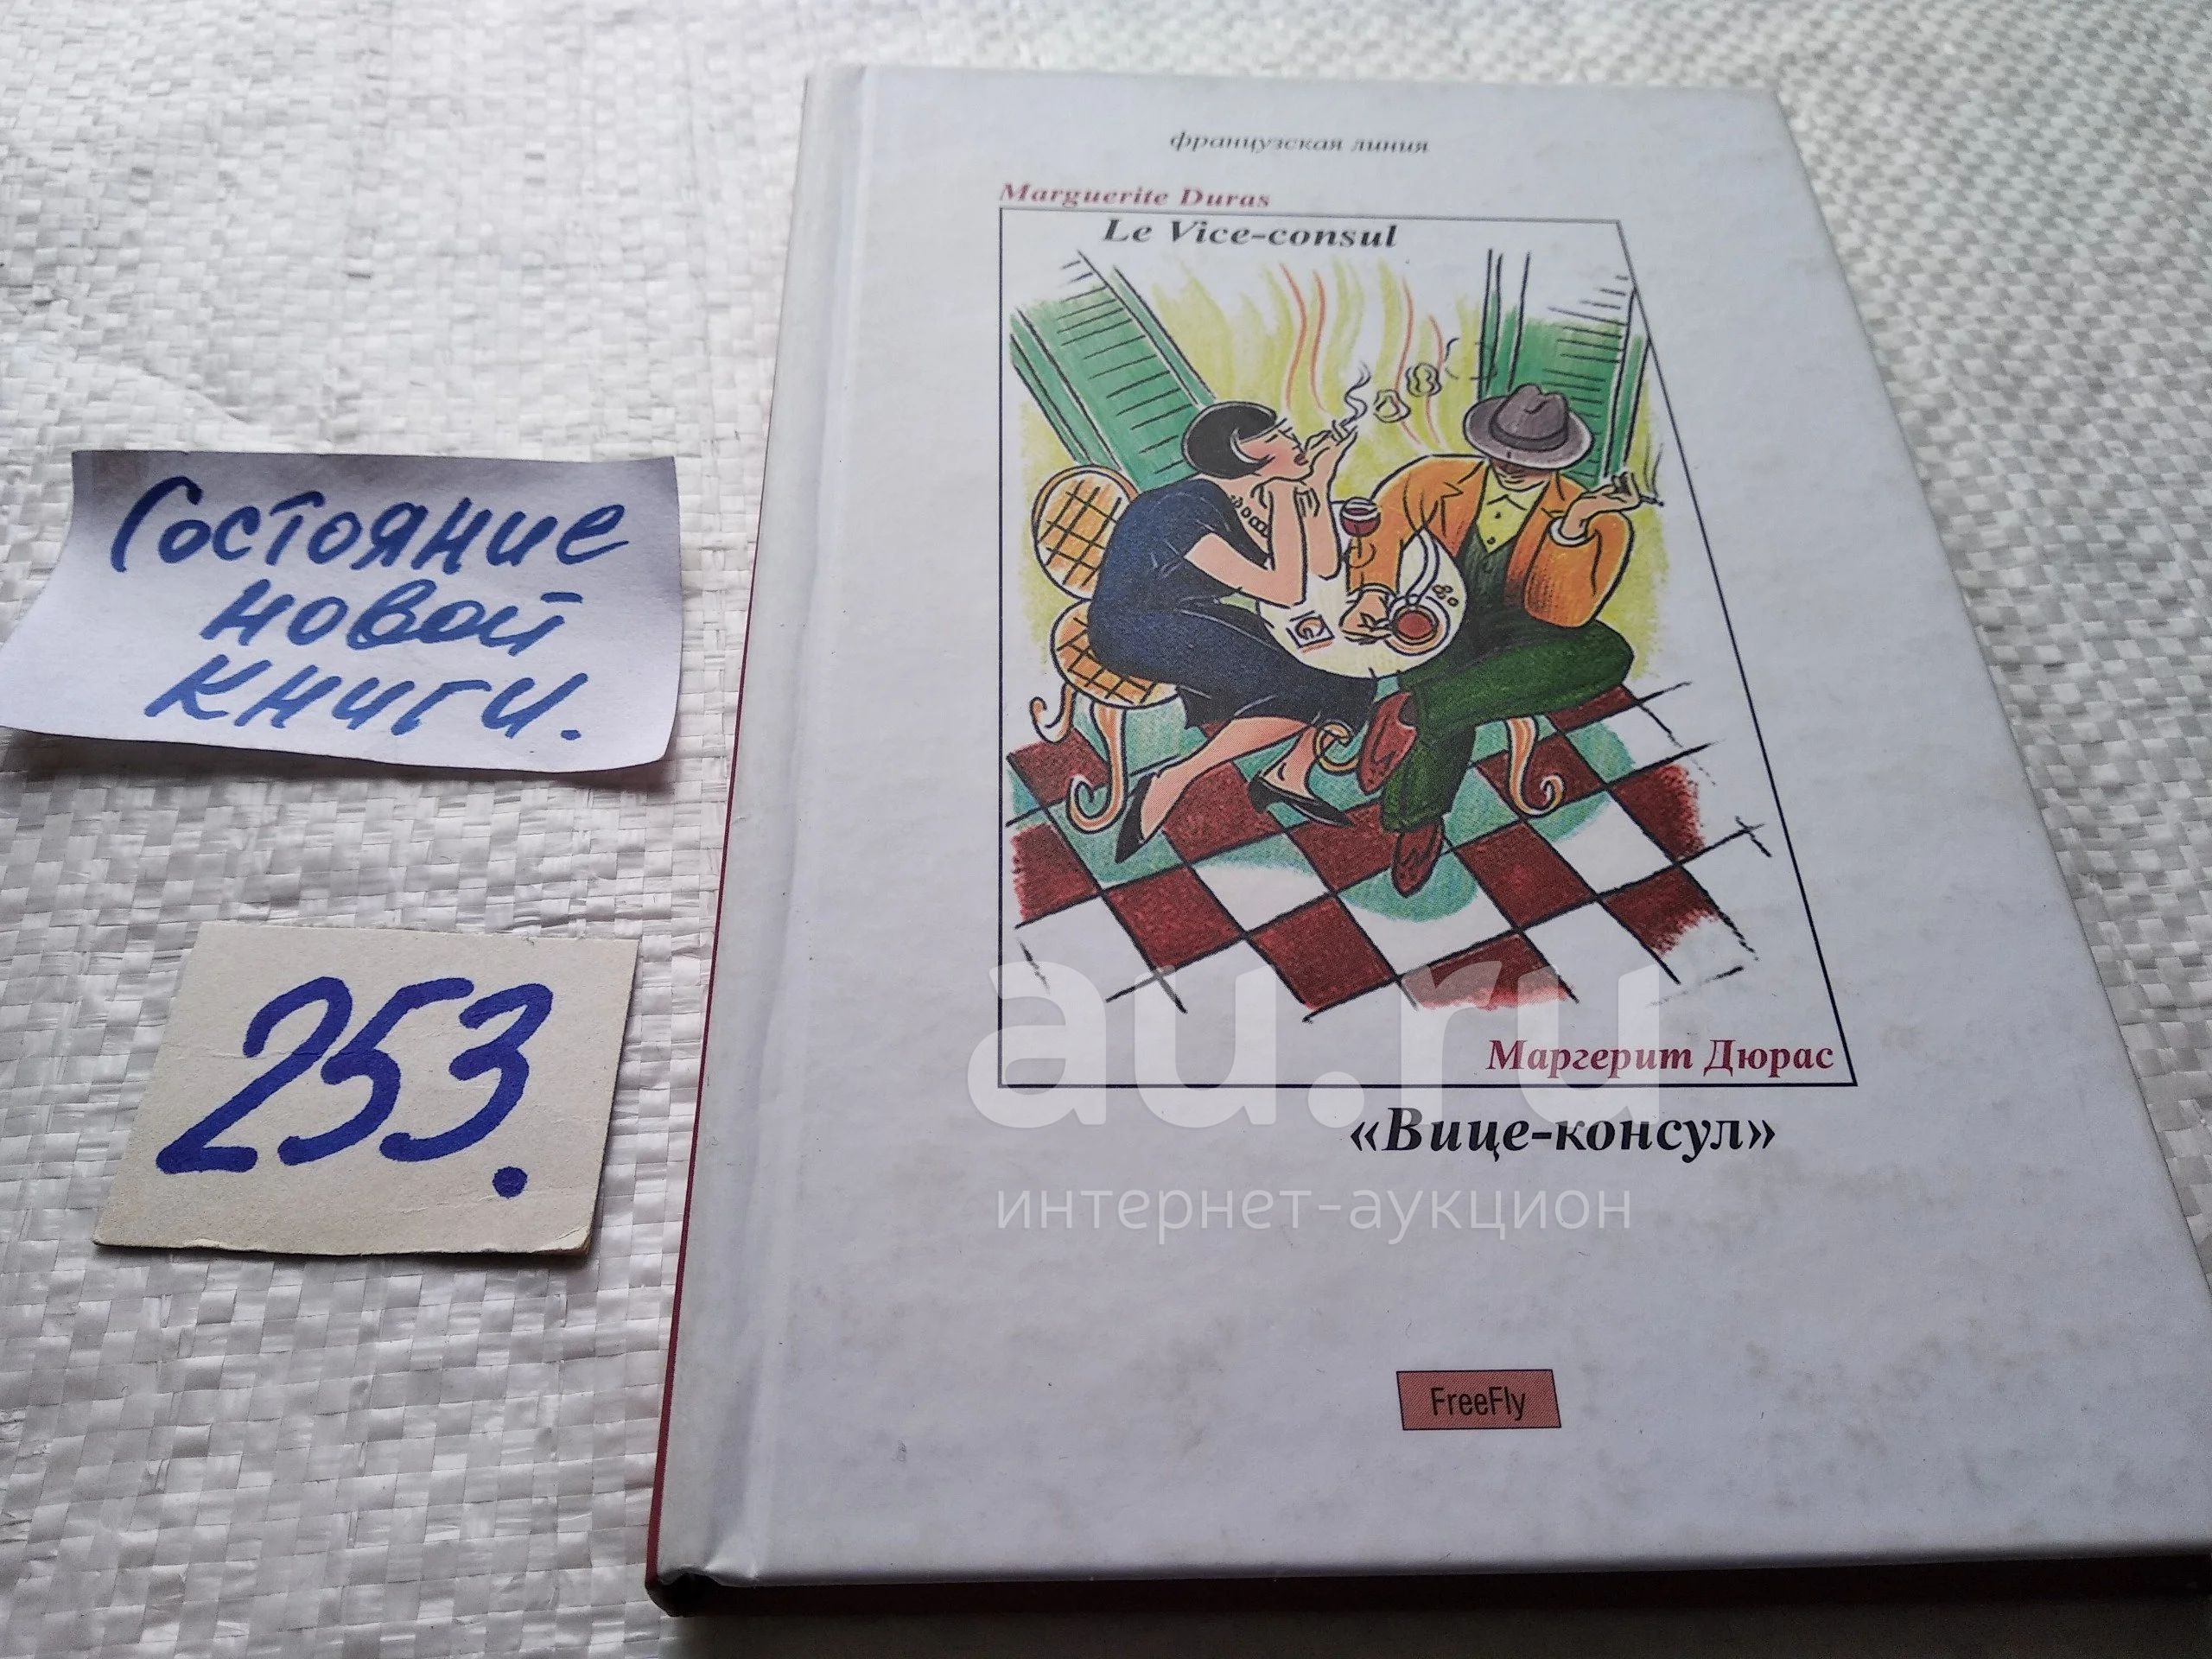 Состояние
новой
книги.
253.
французская линия
Marguerite Duras
Le Vice-consul
Маргерит Дюрас
«Вице-консул»
FreeFly
au.ru
интернет-аукцион